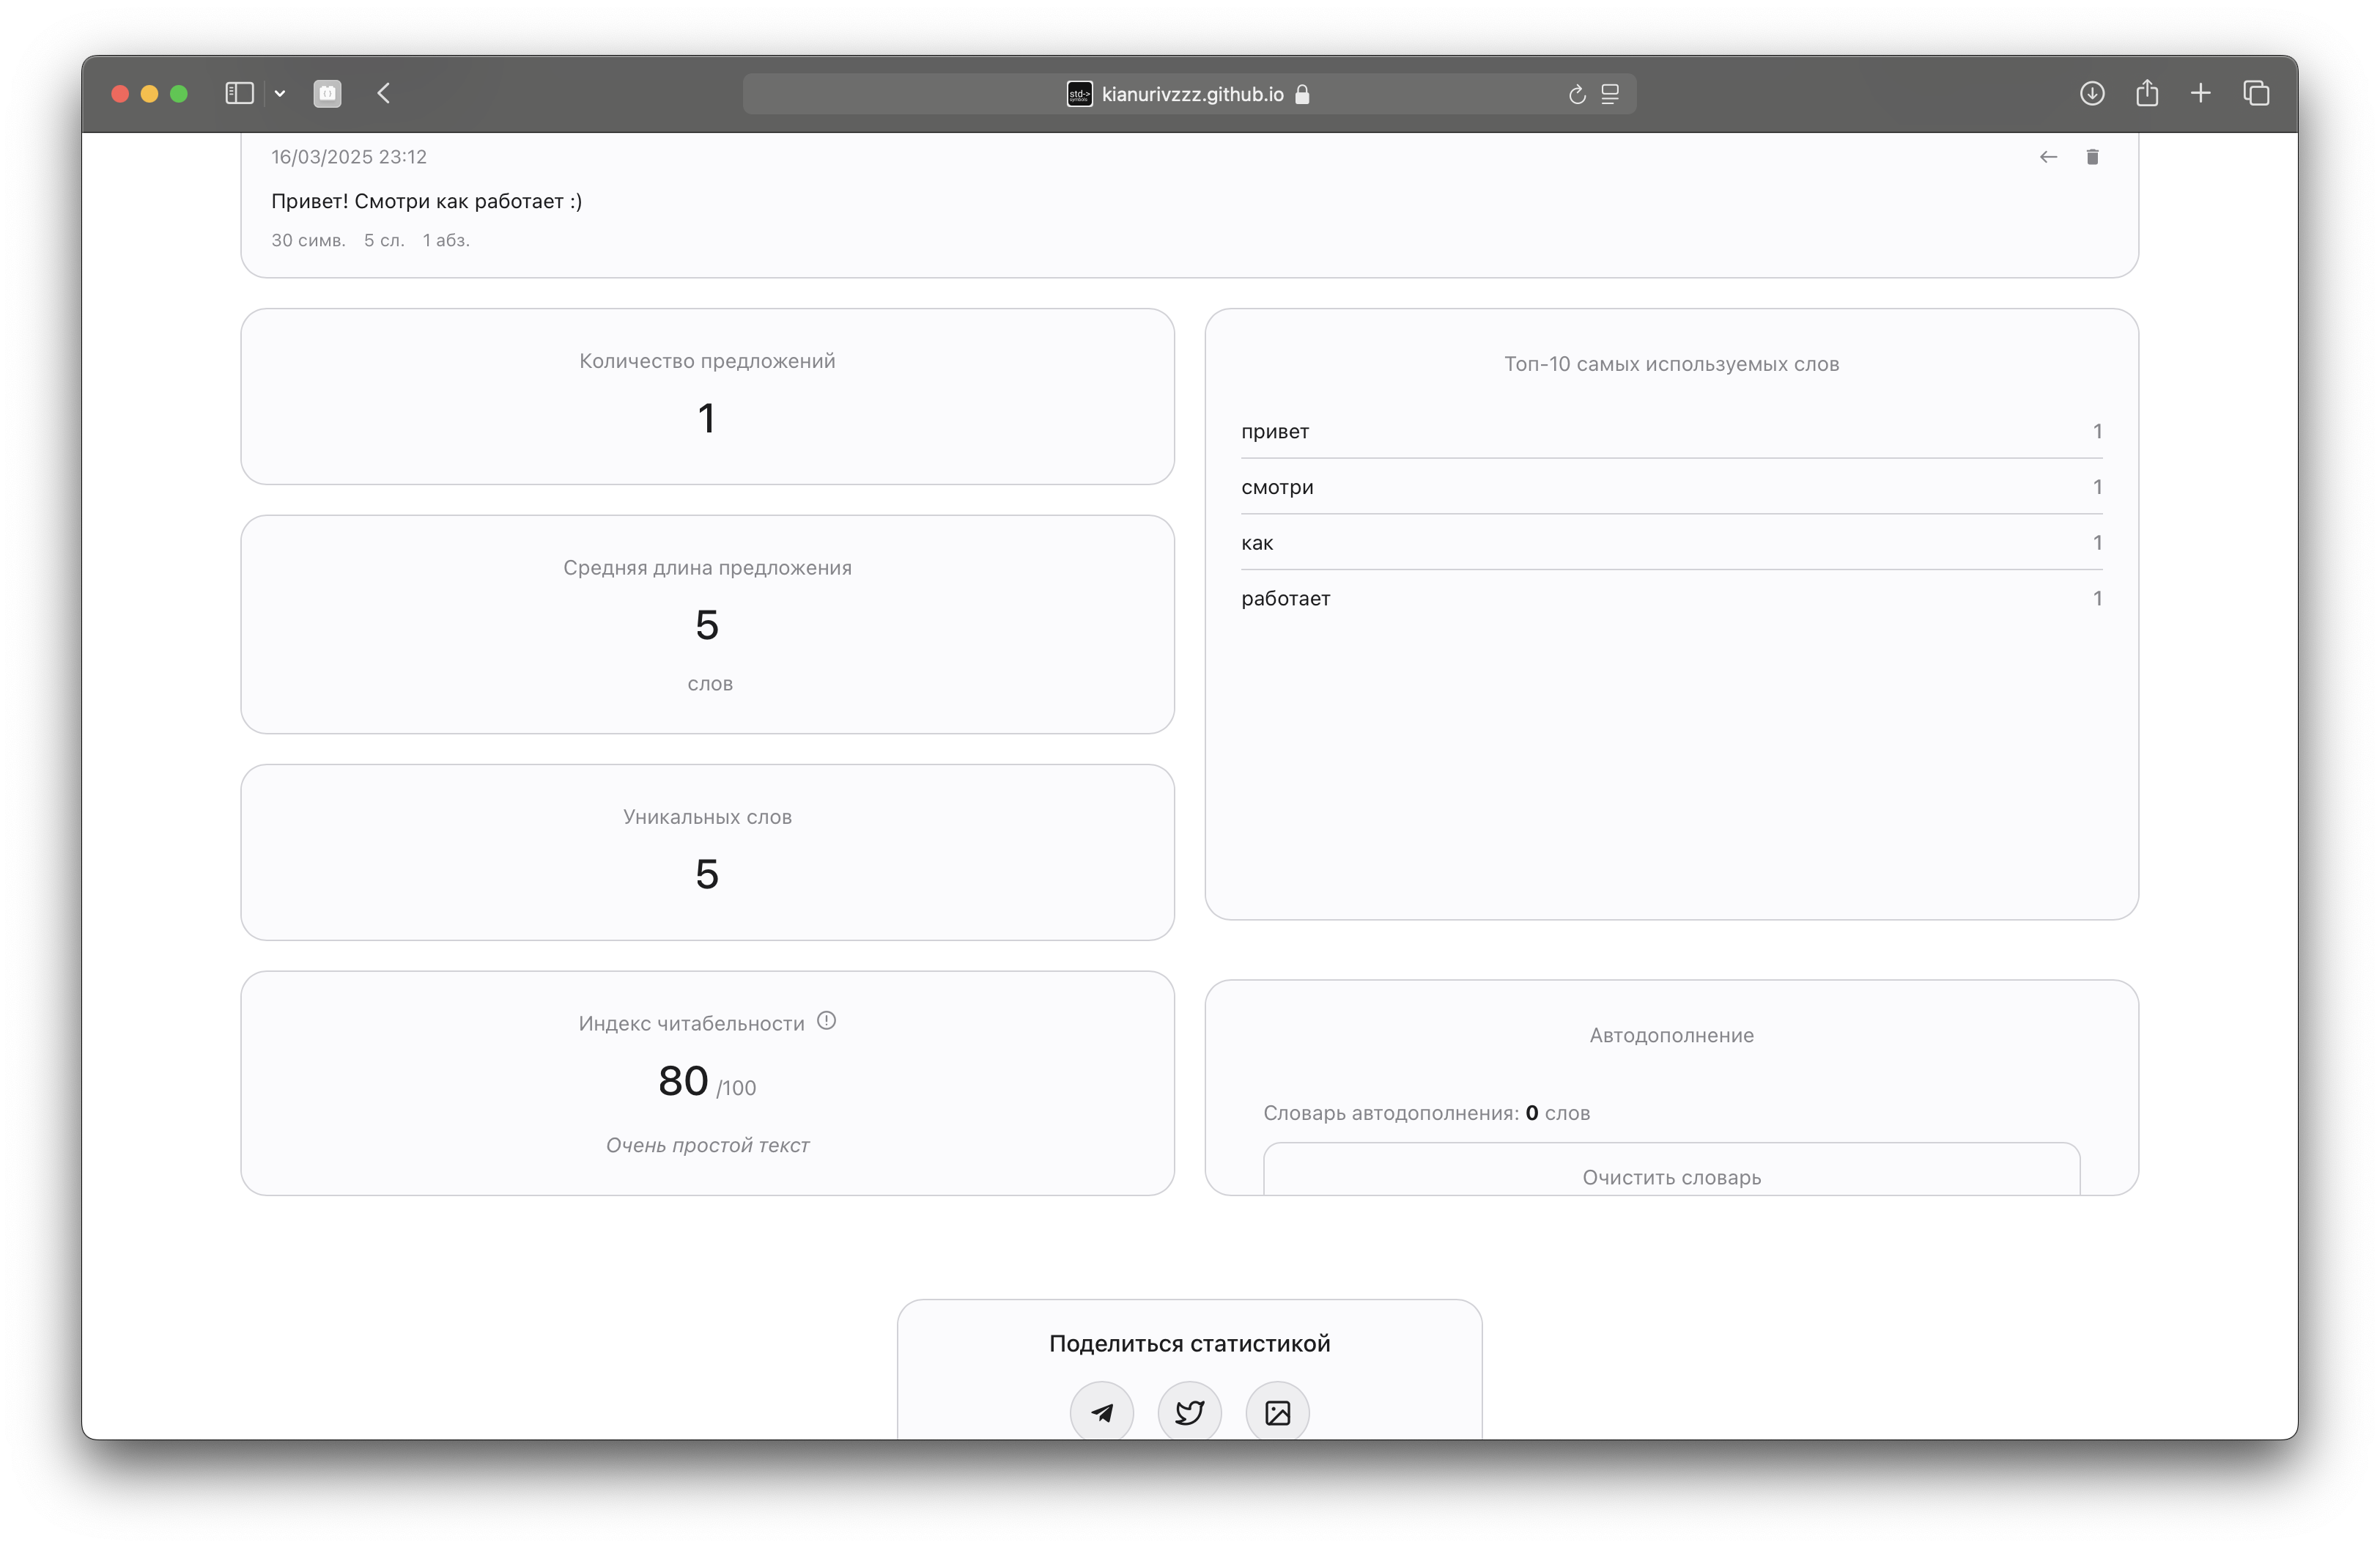 kianurivzzz.github.io
16/03/2025 23:12
Привет! Смотри как работает :)
30 симв. 5 сл. 1 абз.
Количество предложений
1
Средняя длина предложения
5
слов
Уникальных слов
5
Индекс читабельности
80 /100
Очень простой текст
Топ-10 самых используемых слов
привет 1
смотри 1
как 1
работает 1
Автодополнение
Словарь автодополнения: 0 слов
Очистить словарь
Поделиться статистикой